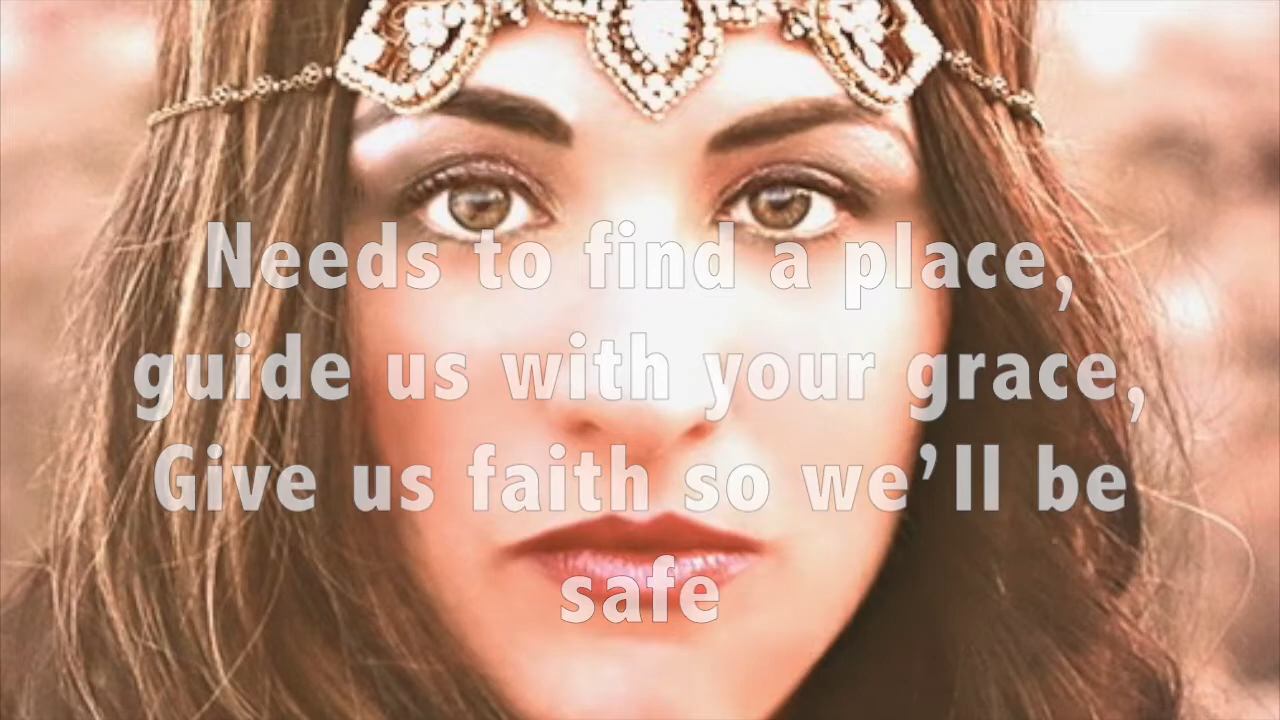 Needs to find a place,
guide us with your grace,
Give us faith so we’ll be
safe